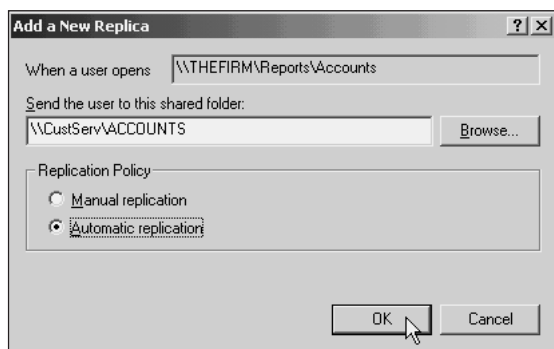 Add a New Replica
When a user opens \\THEFIRM\Reports\Accounts
Send the user to this shared folder:
\\CustServ\ACCOUNTS Browse...
Replication Policy
Manual replication
Automatic replication
OK Cancel